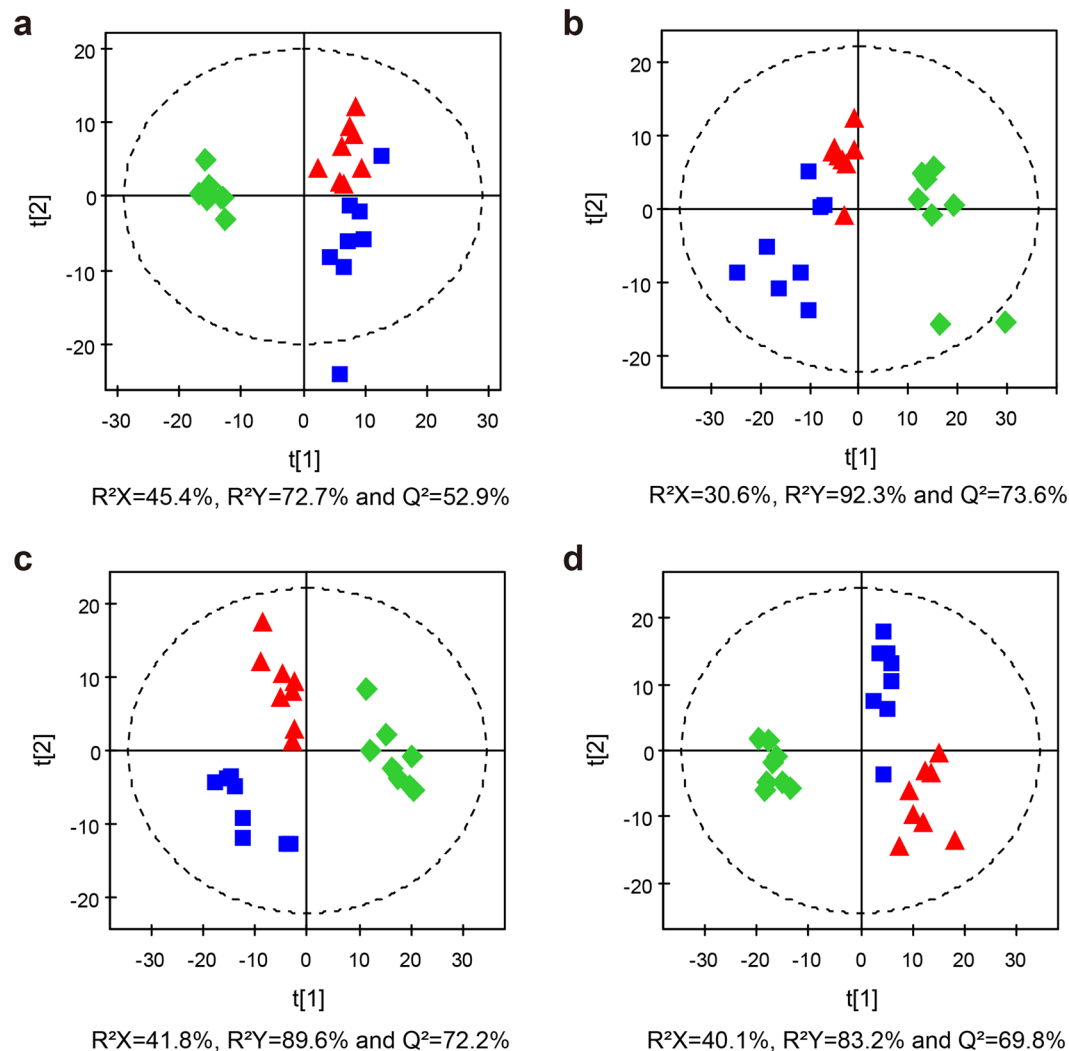 a
20
10
0
-10
-20
t[2]
-30 -20 -10 0 10 20 30
t[1]
R²X=45.4%, R²Y=72.7% and Q²=52.9%
b
20
10
0
-10
-20
t[2]
-30 -20 -10 0 10 20 30
t[1]
R²X=30.6%, R²Y=92.3% and Q²=73.6%
c
20
10
0
-10
-20
t[2]
-30 -20 -10 0 10 20 30
t[1]
R²X=41.8%, R²Y=89.6% and Q²=72.2%
d
20
10
0
-10
-20
t[2]
-30 -20 -10 0 10 20 30
t[1]
R²X=40.1%, R²Y=83.2% and Q²=69.8%